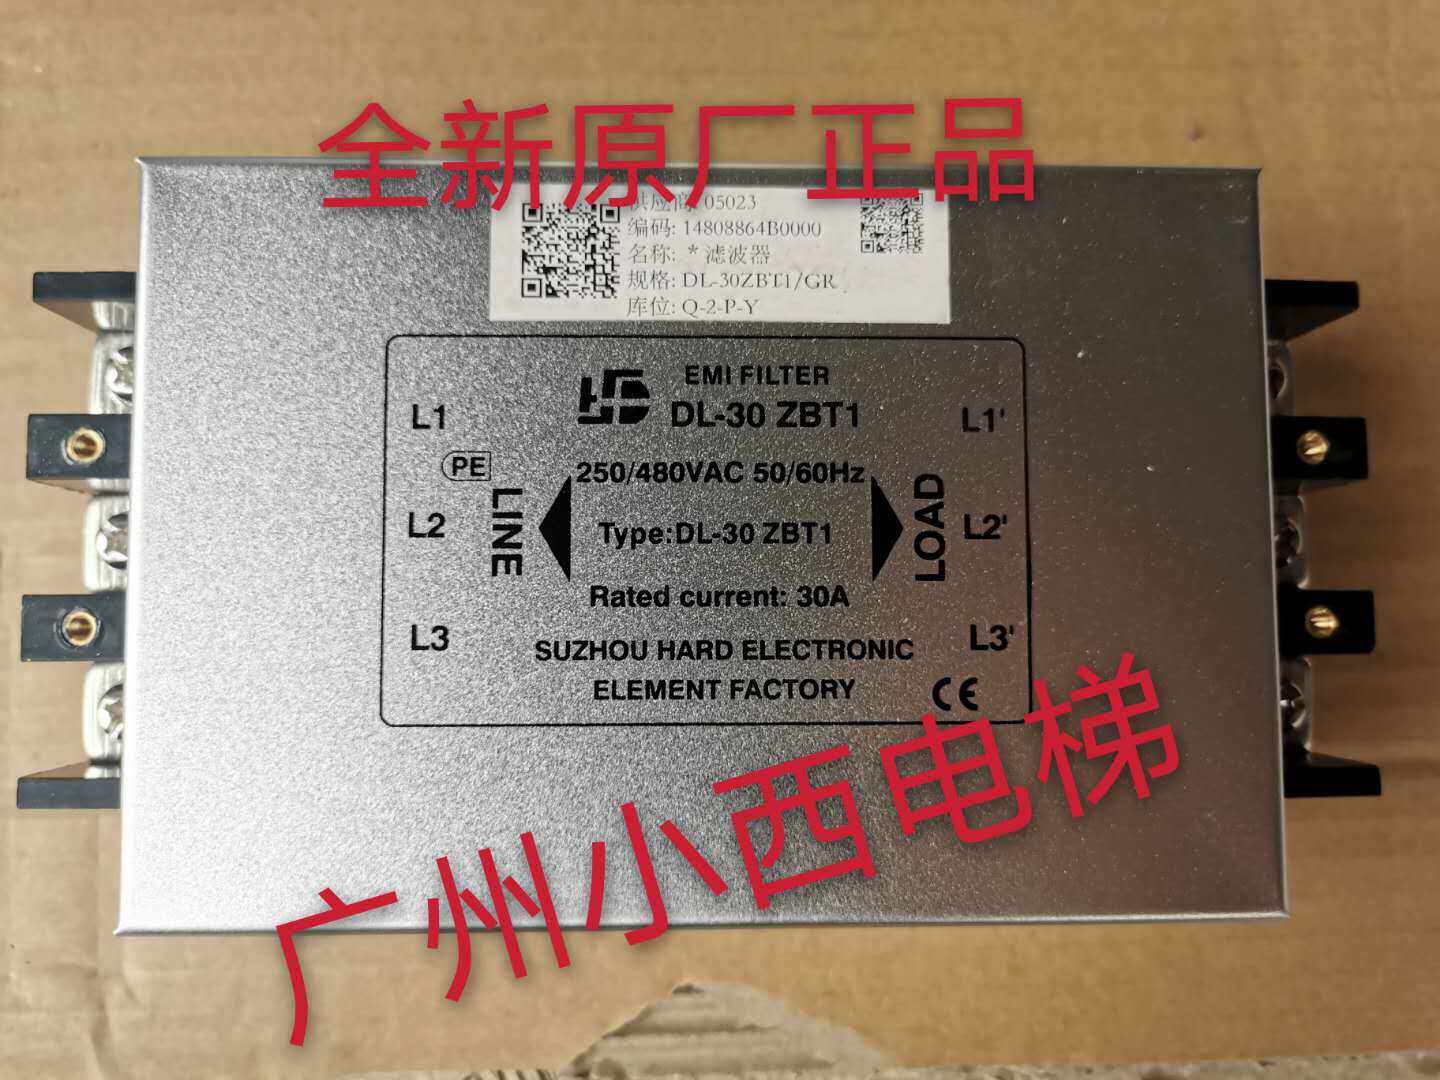 全新原厂正品
供应商: 05023
编码: 14808864B0000
名称: *滤波器
规格: DL-30ZBT1/GR
库位: Q-2-P-Y
EMI FILTER
DL-30 ZBT1
L1
L1'
PE
250/480VAC 50/60Hz
LINE
LOAD
L2
L2'
Type:DL-30 ZBT1
Rated current: 30A
L3
L3'
SUZHOU HARD ELECTRONIC
ELEMENT FACTORY
CE
广州小西电梯